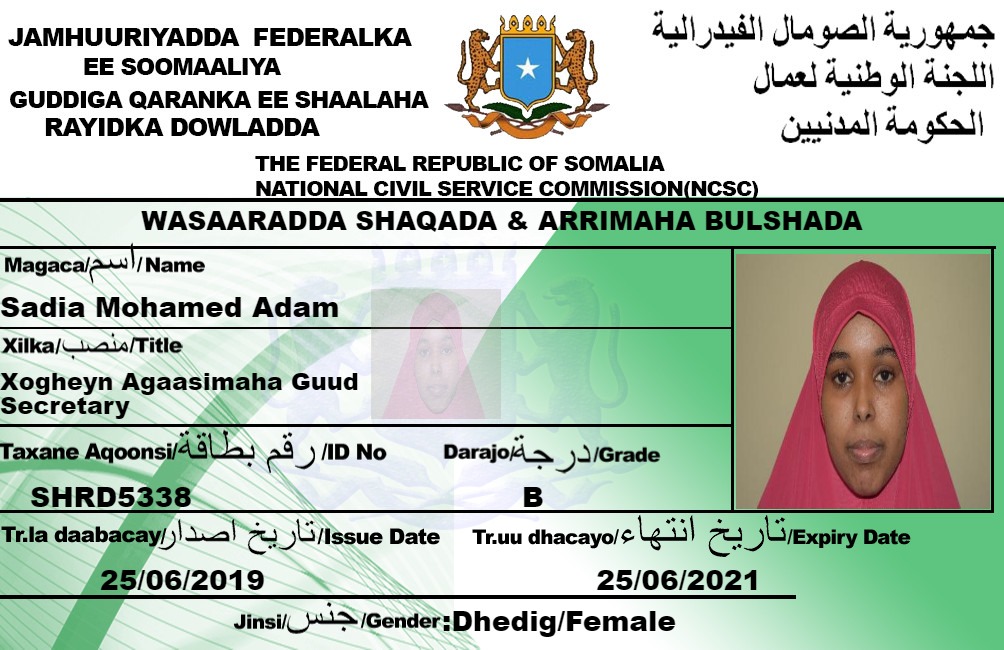 JAMHUURIYADDA FEDERALKA
EE SOOMAALIYA
GUDDIGA QARANKA EE SHAALAHA
RAYIDKA DOWLADDA
جمهورية الصومال الفيدرالية
اللجنة الوطنية لعمال
الحكومة المدنيين
THE FEDERAL REPUBLIC OF SOMALIA
NATIONAL CIVIL SERVICE COMMISSION(NCSC)
WASAARADDA SHAQADA & ARRIMAHA BULSHADA
Magaca/اسم/Name
Sadia Mohamed Adam
Xilka/منصب/Title
Xogheyn Agaasimaha Guud
Secretary
Taxane Aqoonsi/رقم بطاقة/ID No
Darajo/درجة/Grade
SHRD5338
B
Tr.la daabacay/تاريخ اصدار/Issue Date
Tr.uu dhacayo/تاريخ انتهاء/Expiry Date
25/06/2019
25/06/2021
Jinsi/جنس/Gender:Dhedig/Female